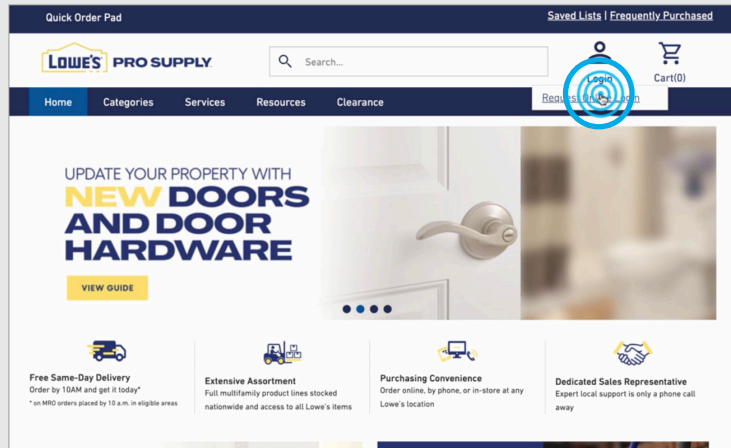 Quick Order Pad
Saved Lists | Frequently Purchased
LOWE'S PRO SUPPLY
Search...
Login
Cart(0)
Home Categories Services Resources Clearance
Request Online Login
UPDATE YOUR PROPERTY WITH
NEW DOORS
AND DOOR
HARDWARE
VIEW GUIDE
Free Same-Day Delivery
Order by 10AM and get it today*
* on MRO orders placed by 10 a.m. in eligible areas
Extensive Assortment
Full multifamily product lines stocked
nationwide and access to all Lowe's items
Purchasing Convenience
Order online, by phone, or in-store at any
Lowe's location
Dedicated Sales Representative
Expert local support is only a phone call
away